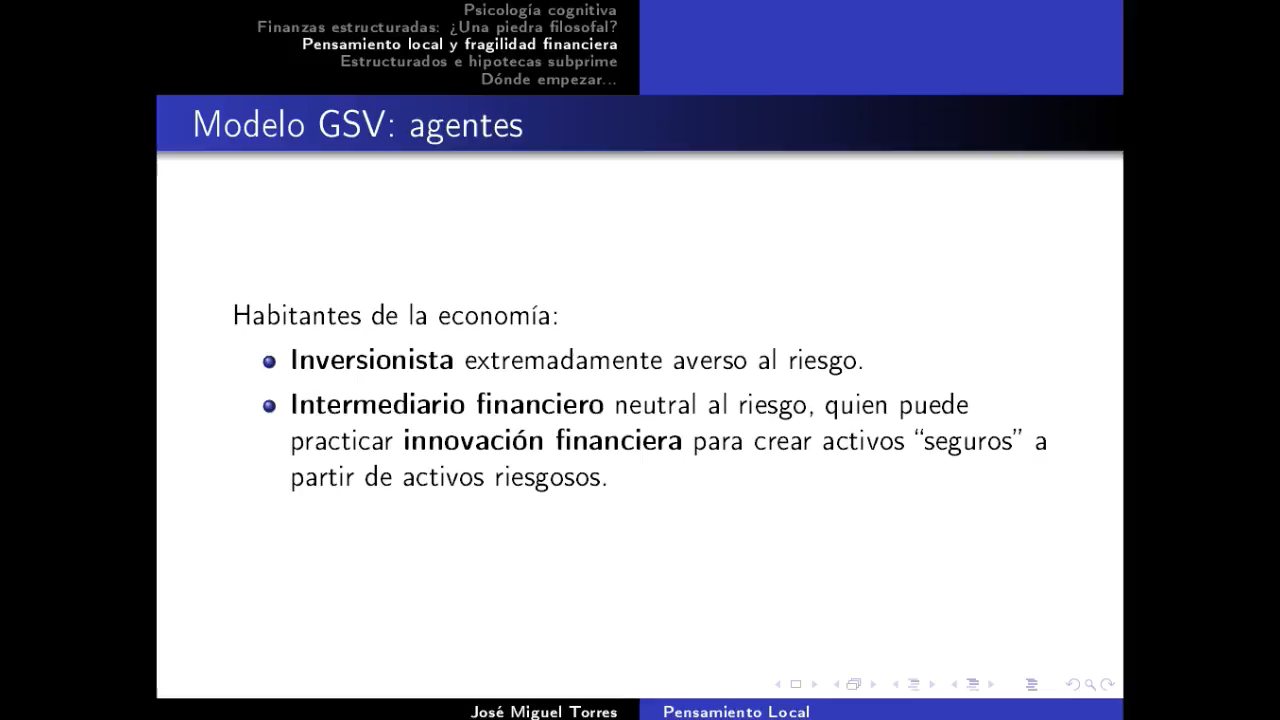 Psicología cognitiva
Finanzas estructuradas: ¿Una piedra filosofal?
Pensamiento local y fragilidad financiera
Estructurados e hipotecas subprime
Dónde empezar...
Modelo GSV: agentes
Habitantes de la economía:
Inversionista extremadamente averso al riesgo.
Intermediario financiero neutral al riesgo, quien puede
practicar innovación financiera para crear activos “seguros” a
partir de activos riesgosos.
José Miguel Torres
Pensamiento Local